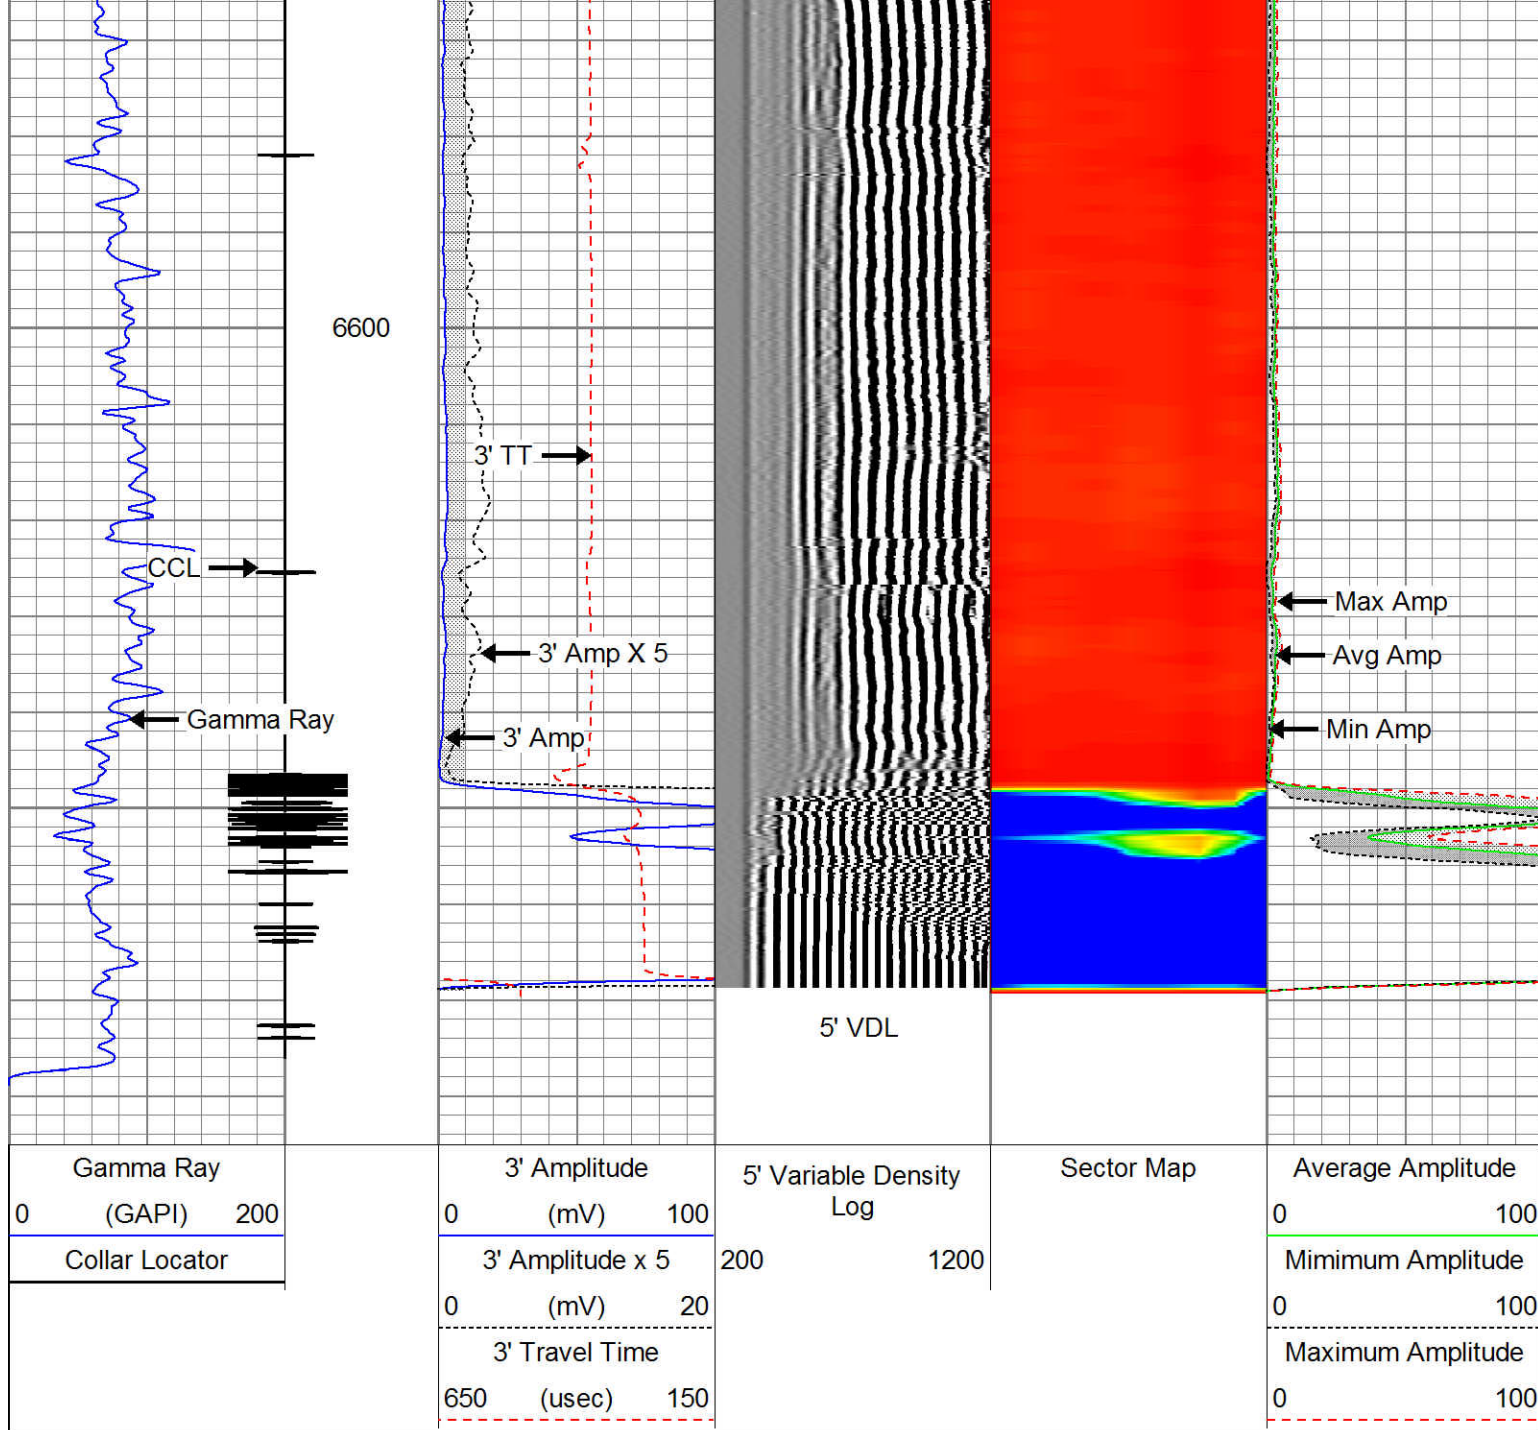 6600
3' TT
CCL
Max Amp
3' Amp X 5
Avg Amp
Gamma Ray
3' Amp
Min Amp
5' VDL
Gamma Ray
0 (GAPI) 200
Collar Locator
3' Amplitude
0 (mV) 100
3' Amplitude x 5
0 (mV) 20
3' Travel Time
650 (usec) 150
5' Variable Density
Log
200 1200
Sector Map
Average Amplitude
0 100
Mimimum Amplitude
0 100
Maximum Amplitude
0 100